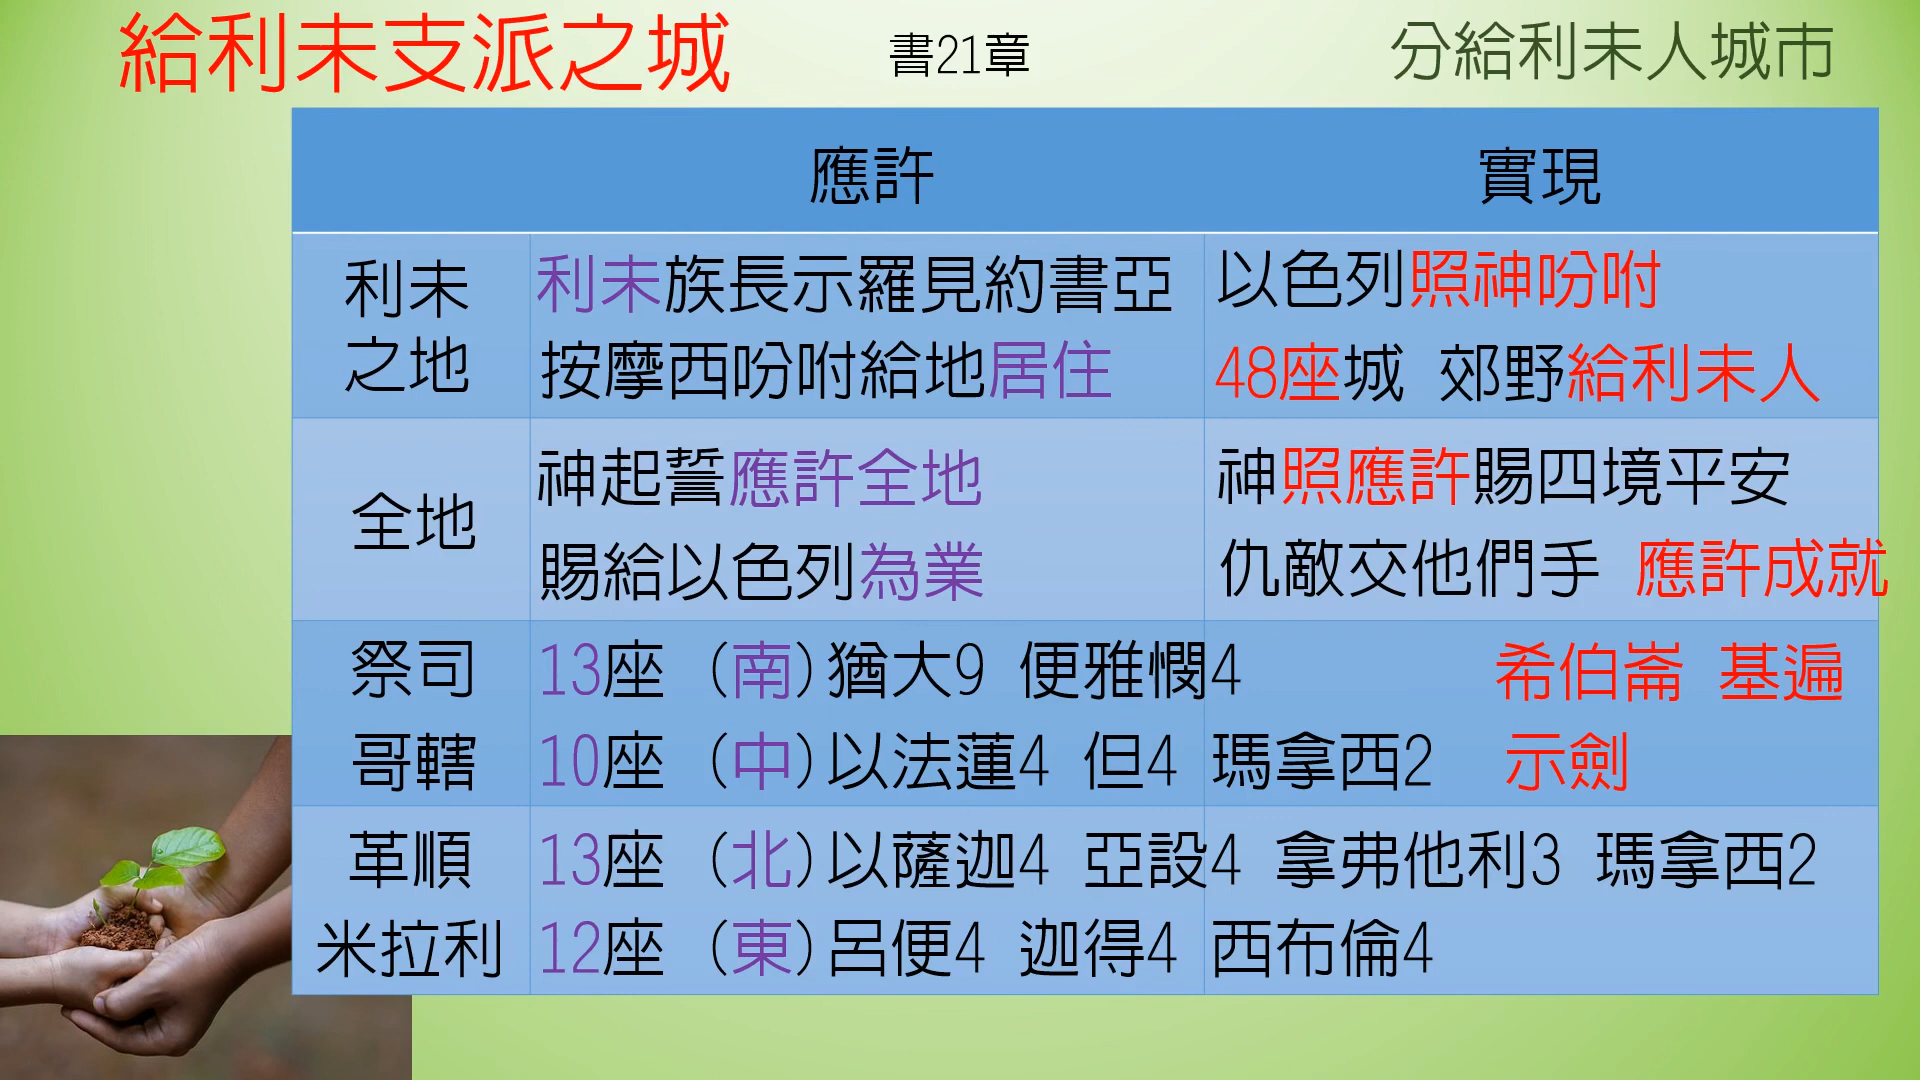 給利未支派之城 書21章 分給利未人城市
應許 實現
利未之地
利未族長示羅見約書亞
按摩西吩咐給地居住
以色列照神吩咐
48座城 郊野給利未人
全地
神起誓應許全地
賜給以色列為業
神照應許賜四境平安
仇敵交他們手 應許成就
祭司 13座 (南)猶大9 便雅憫4 希伯崙 基遍
哥轄 10座 (中)以法蓮4 但4 瑪拿西2 示劍
革順 13座 (北)以薩迦4 亞設4 拿弗他利3 瑪拿西2
米拉利 12座 (東)呂便4 迦得4 西布倫4